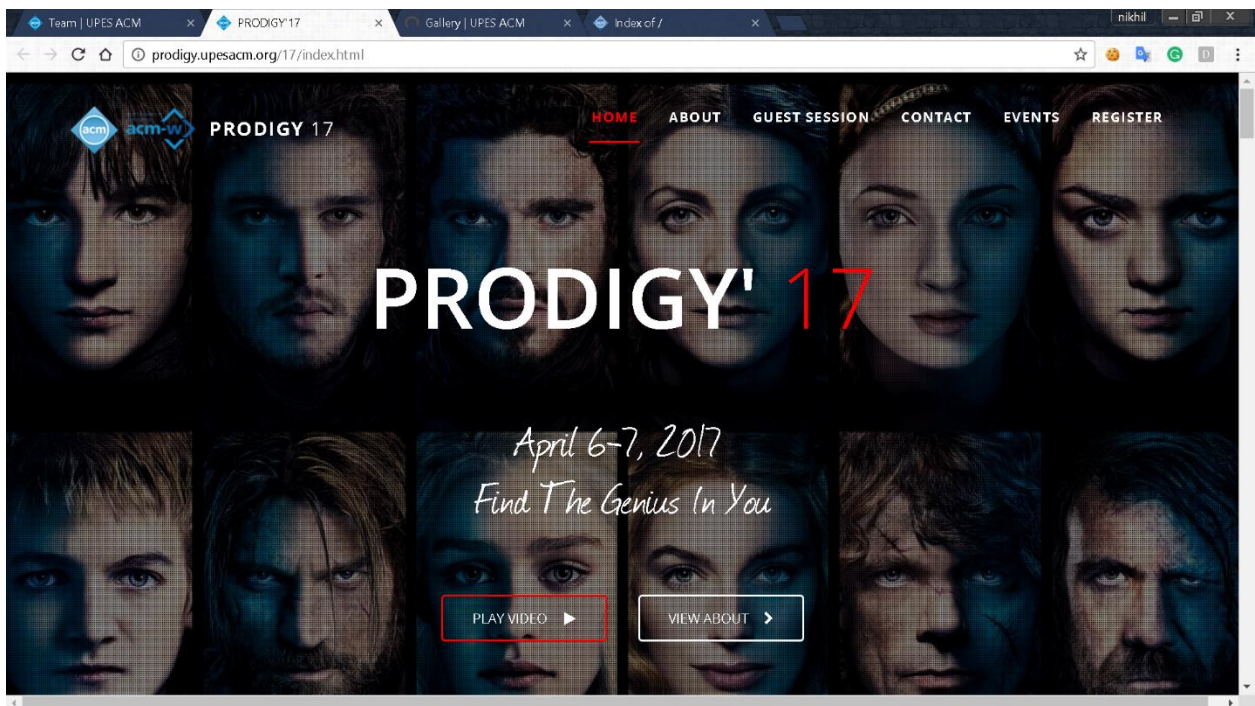 Team | UPES ACM
PRODIGY'17
Gallery | UPES ACM
Index of /
nikhil
prodigy.upesacm.org/17/index.html
acm
acm-w
PRODIGY 17
HOME
ABOUT
GUEST SESSION
CONTACT
EVENTS
REGISTER
PRODIGY' 17
April 6-7, 2017
Find The Genius In You
PLAY VIDEO
VIEW ABOUT